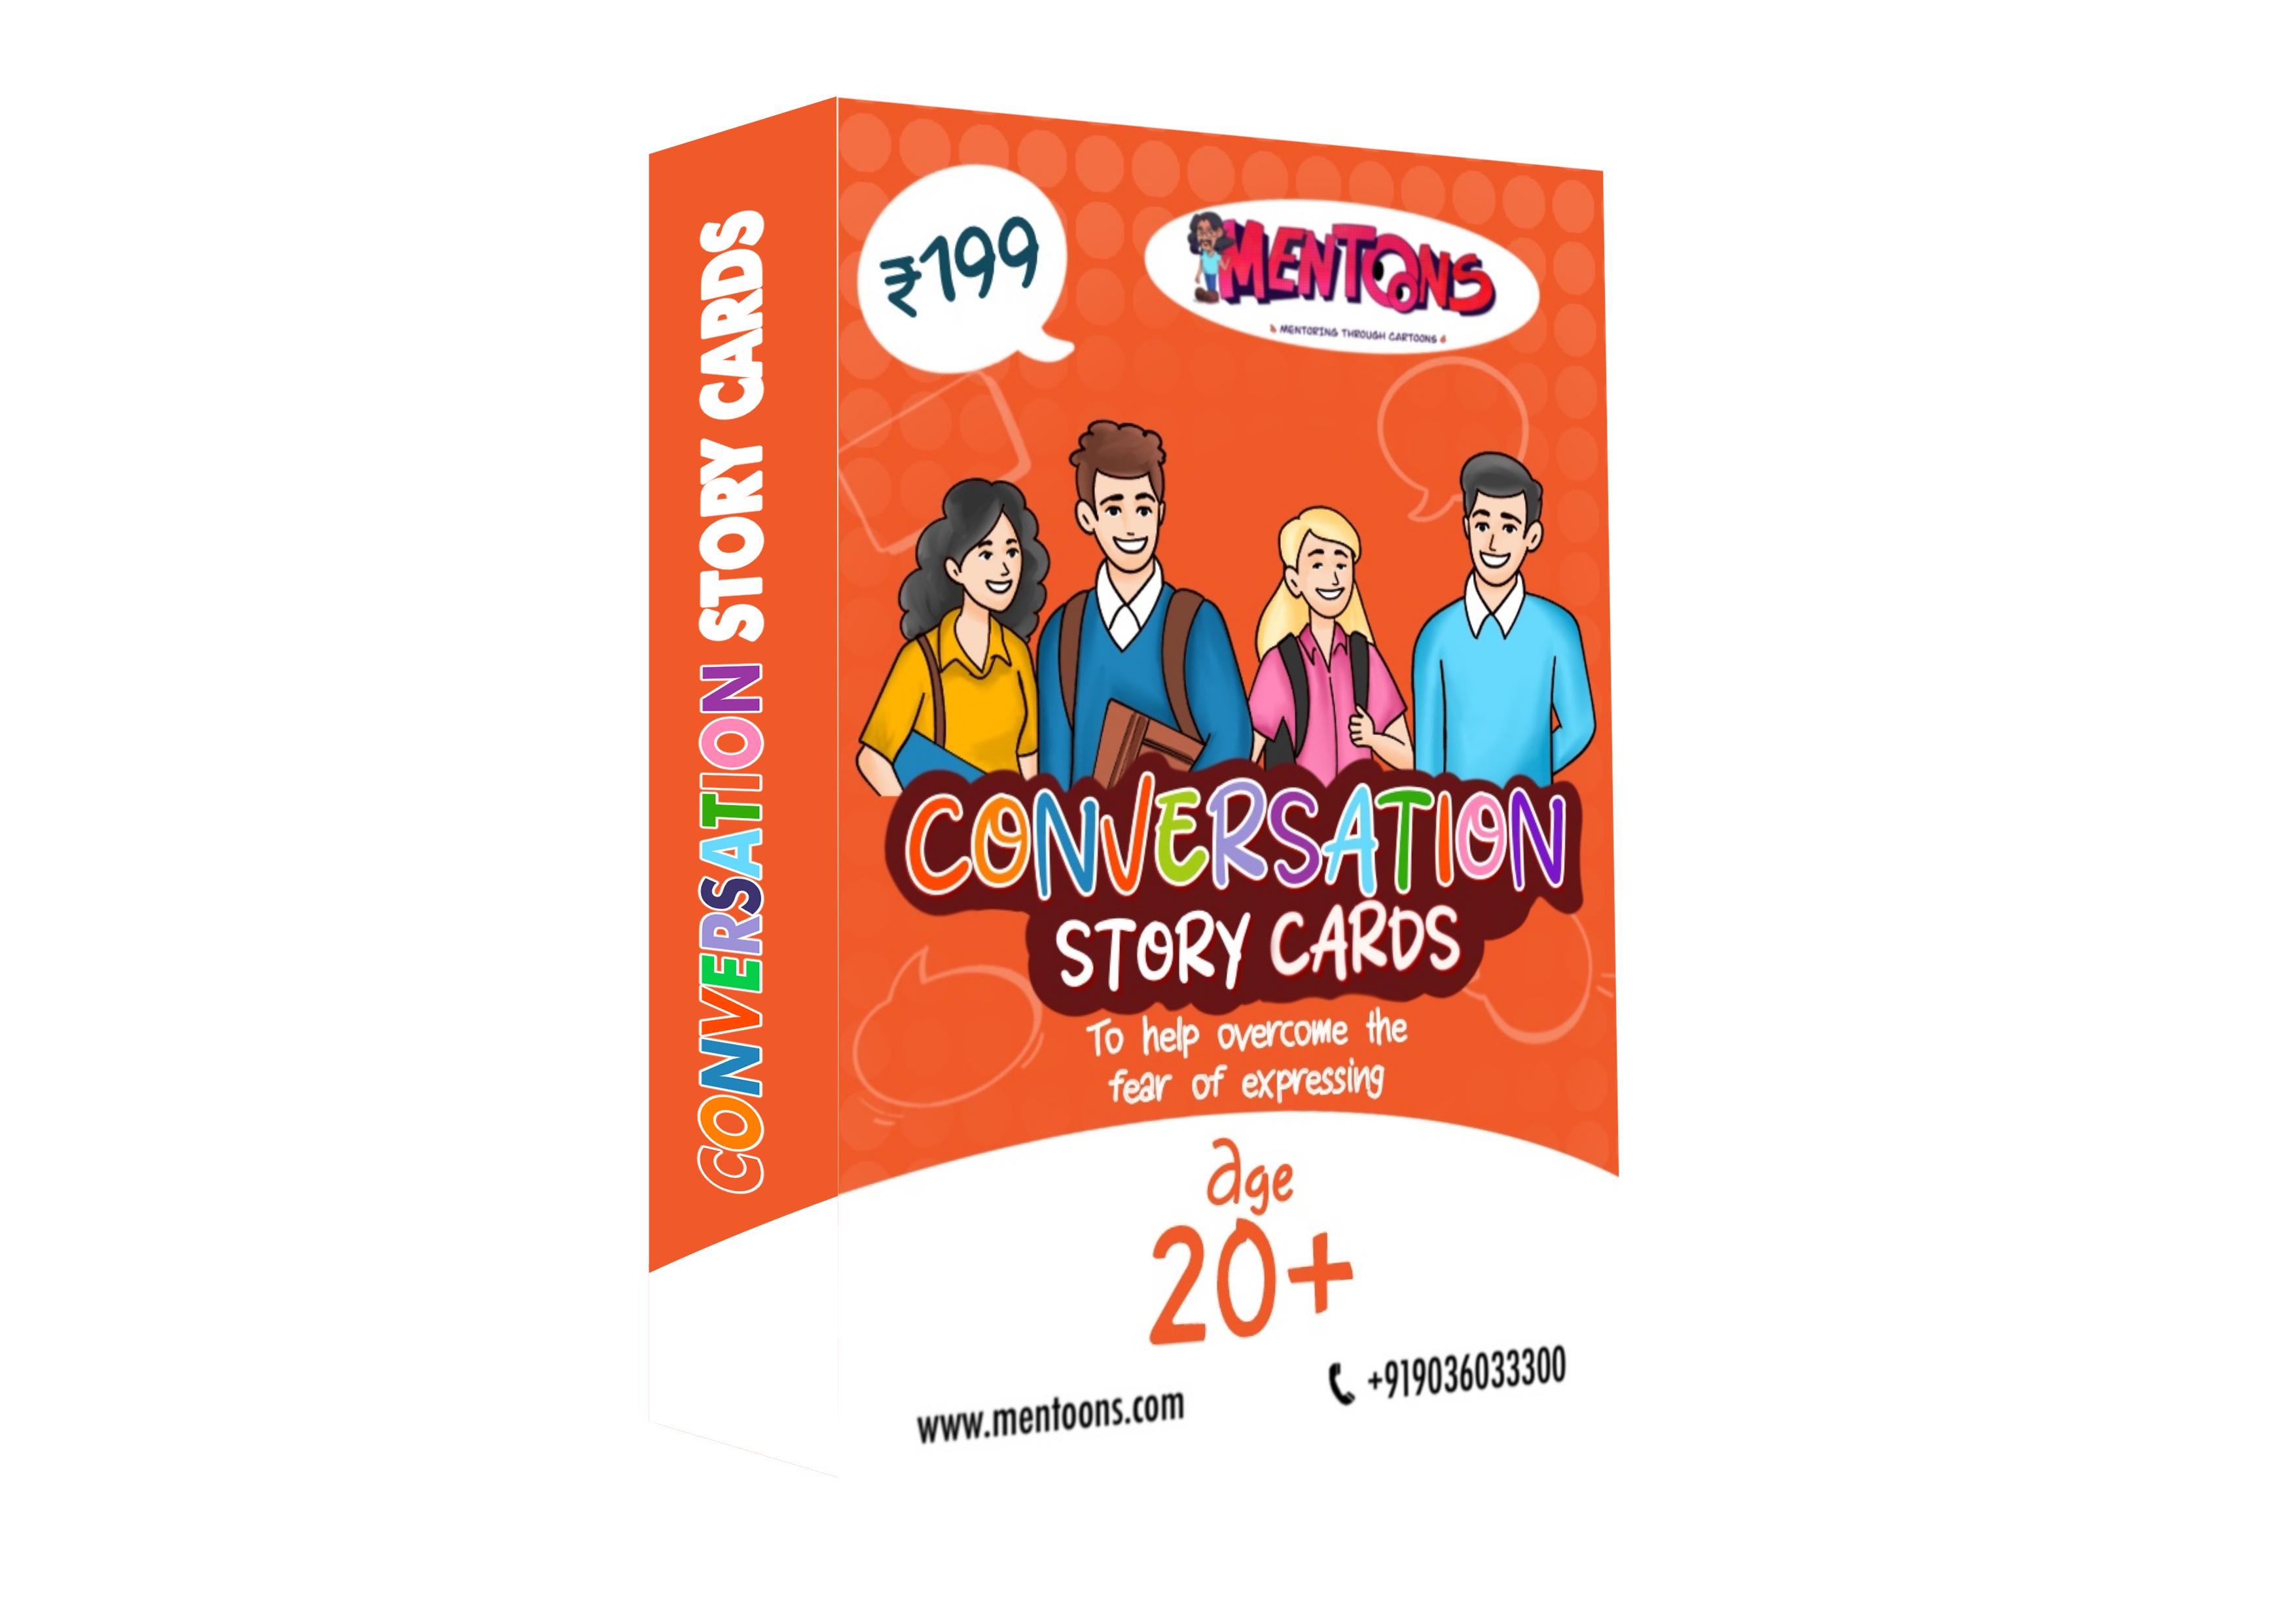 CONVERSATION STORY CARDS
₹199
MENTOONS
MENTORING THROUGH CARTOONS
CONVERSATION
STORY CARDS
To help overcome the
fear of expressing
age
20+
www.mentoons.com
+919036033300